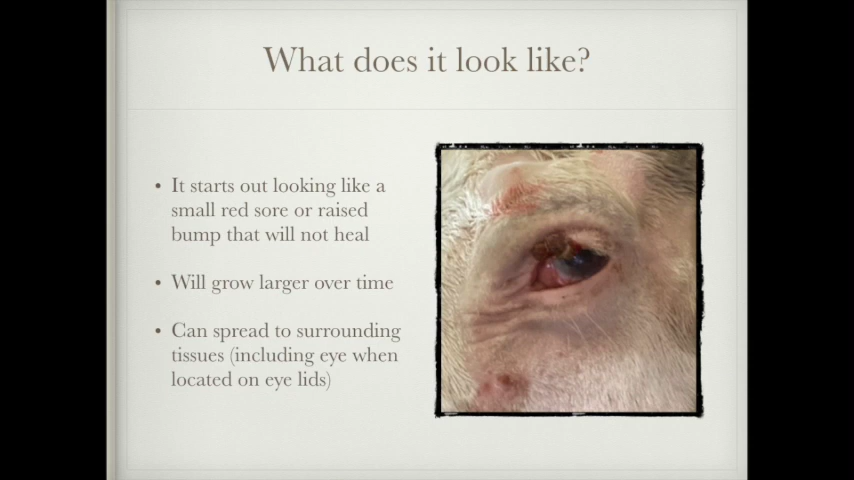 What does it look like?
• It starts out looking like a
small red sore or raised
bump that will not heal
• Will grow larger over time
• Can spread to surrounding
tissues (including eye when
located on eye lids)